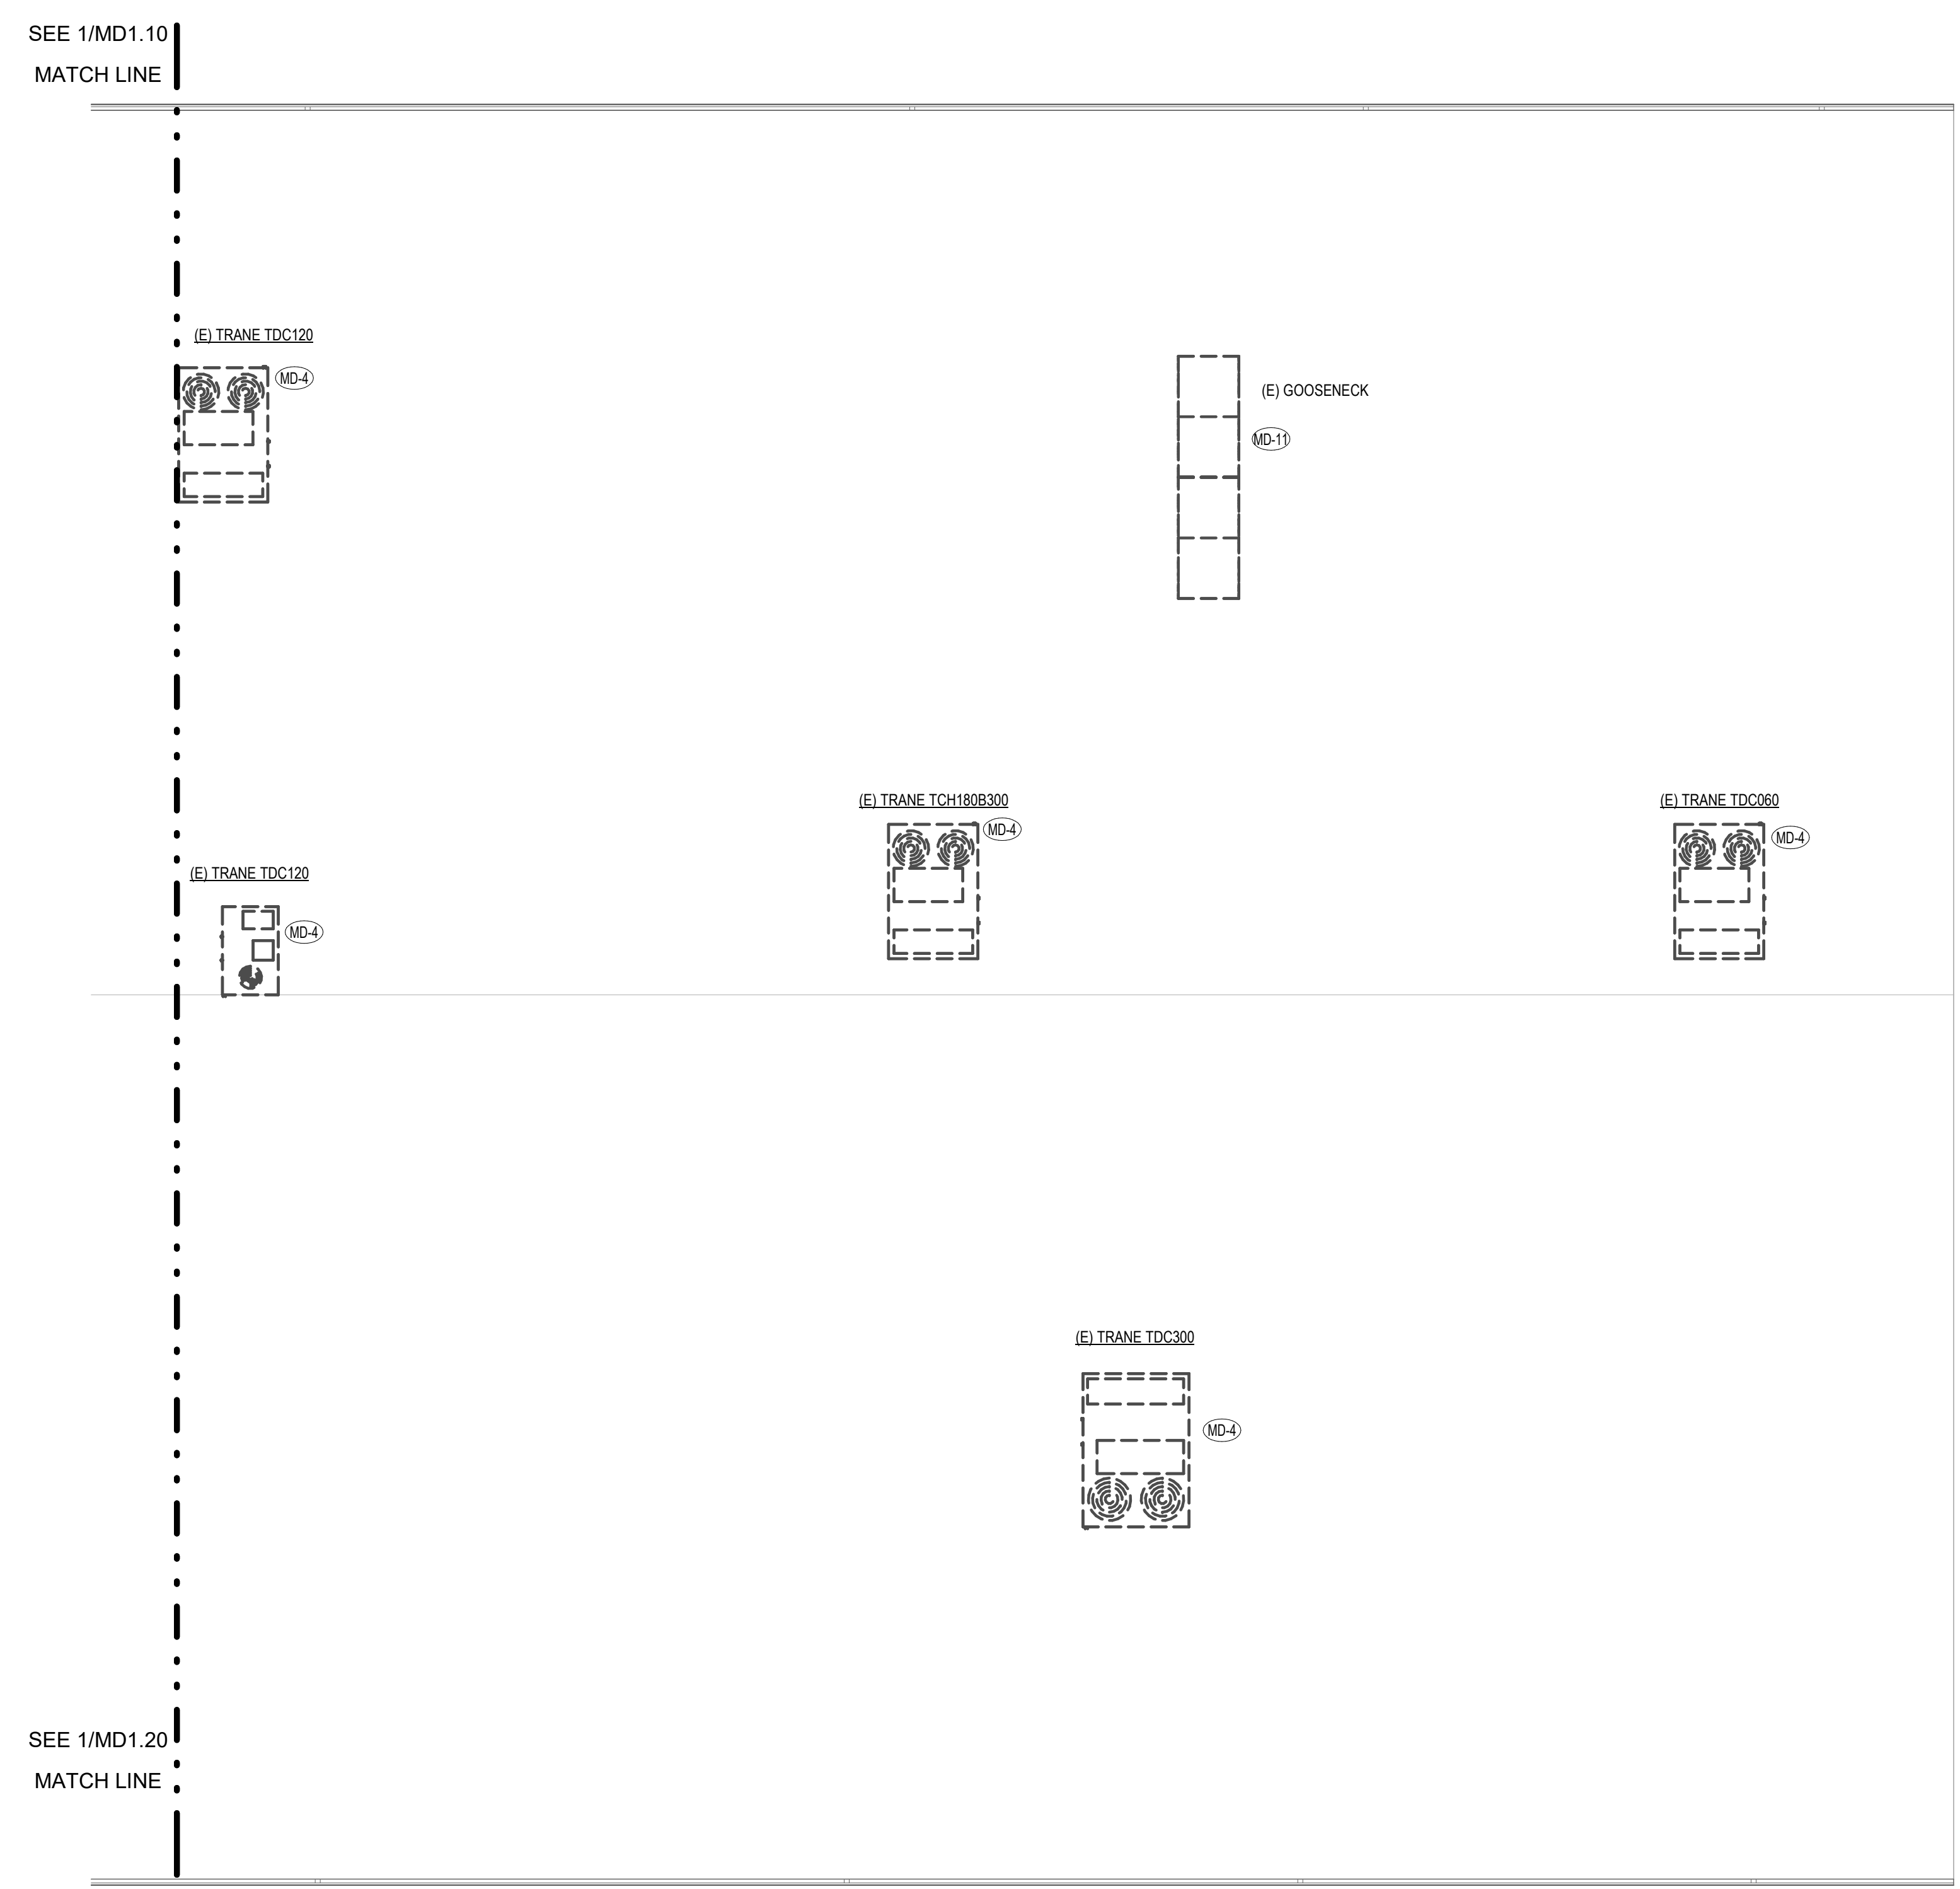 SEE 1/MD1.10
MATCH LINE
(E) TRANE TDC120
MD-4
(E) GOOSENECK
MD-11
(E) TRANE TCH180B300
MD-4
(E) TRANE TDC060
MD-4
(E) TRANE TDC120
MD-4
(E) TRANE TDC300
MD-4
SEE 1/MD1.20
MATCH LINE